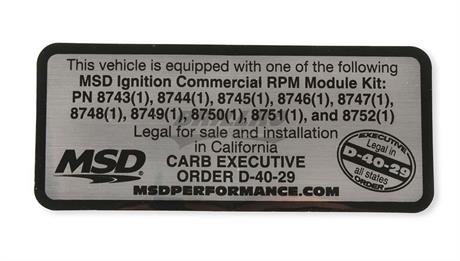 This vehicle is equipped with one of the following
MSD Ignition Commercial RPM Module Kit:
PN 8743(1), 8744(1), 8745(1), 8746(1), 8747(1),
8748(1), 8749(1), 8750(1), 8751(1), and 8752(1)
Legal for sale and installation
in California
CARB EXECUTIVE
ORDER D-40-29
MSDPERFORMANCE.COM
MSD
EXECUTIVE
Legal in
D-40-29
all states
ORDER